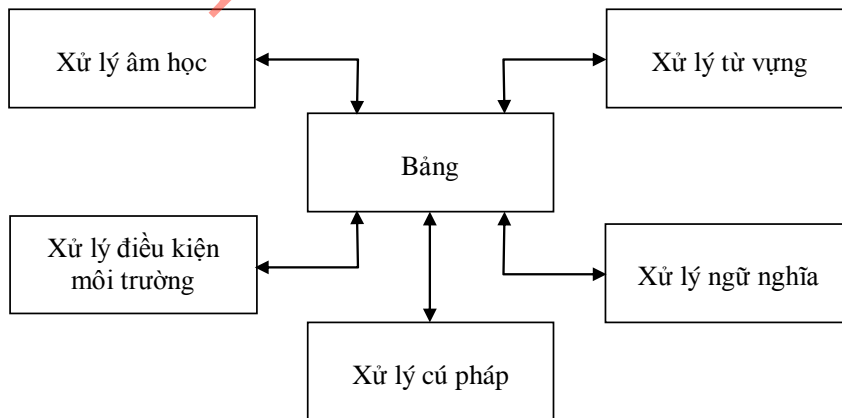 Xử lý âm học
Xử lý từ vựng
Bảng
Xử lý điều kiện
môi trường
Xử lý ngữ nghĩa
Xử lý cú pháp